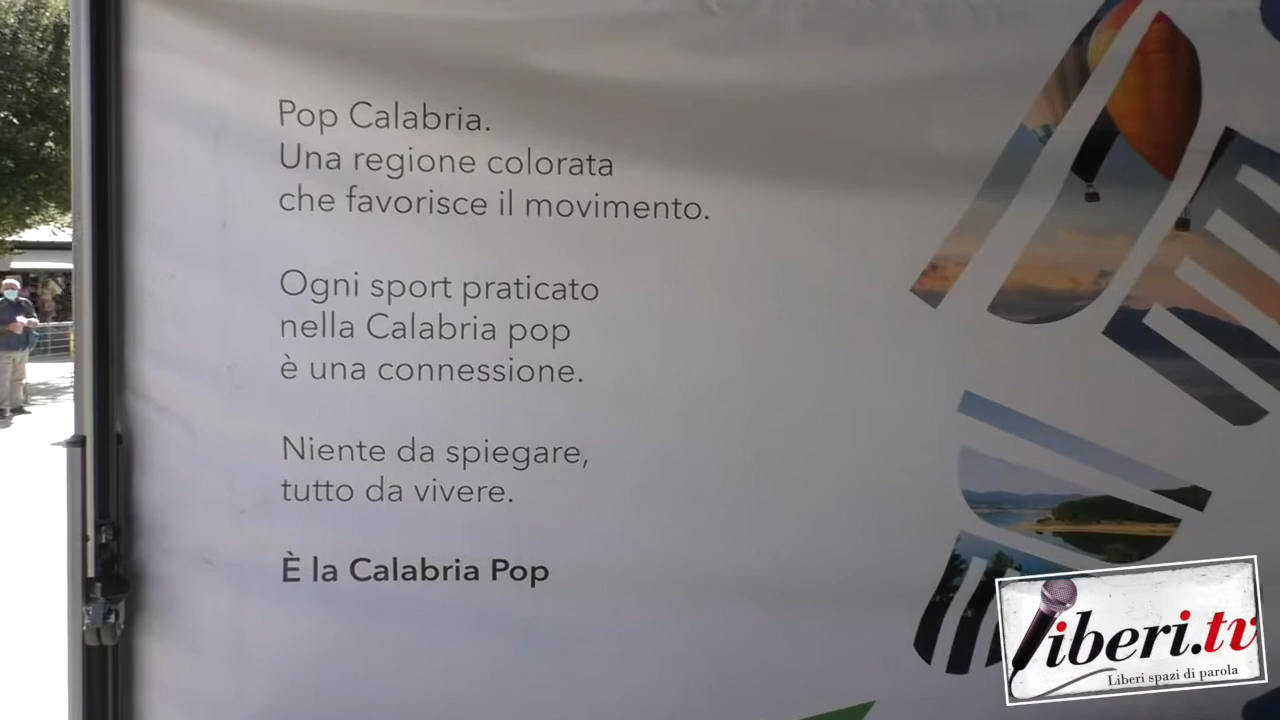 Pop Calabria.
Una regione colorata
che favorisce il movimento.
Ogni sport praticato
nella Calabria pop
è una connessione.
Niente da spiegare,
tutto da vivere.
È la Calabria Pop
liberi.tv
Liberi spazi di parola